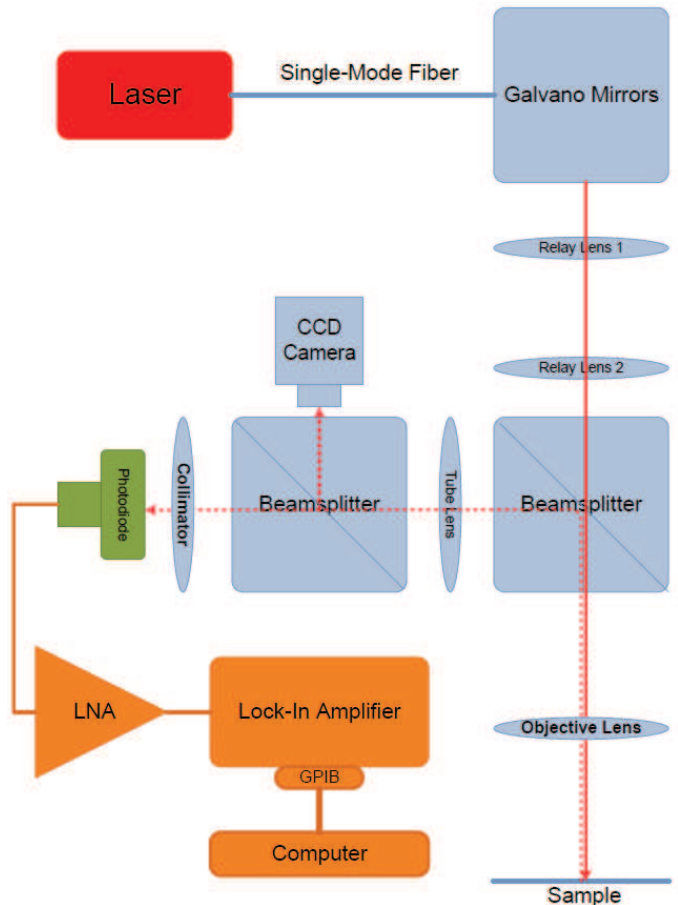 Single-Mode Fiber
Laser
Galvano Mirrors
Relay Lens 1
CCD
Camera
Relay Lens 2
Photodiode
Collimator
Beamsplitter
Tube Lens
Beamsplitter
LNA
Lock-In Amplifier
Objective Lens
GPIB
Computer
Sample